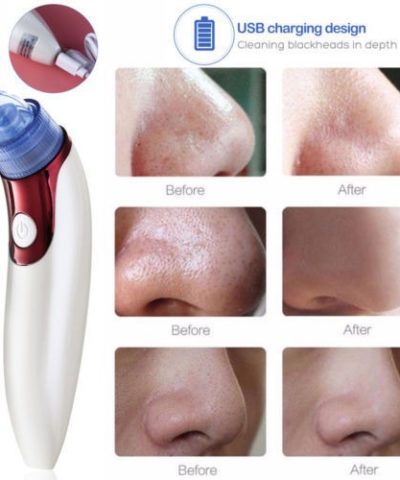 USB charging design
Cleaning blackheads in depth
Before
After
Before
After
Before
After